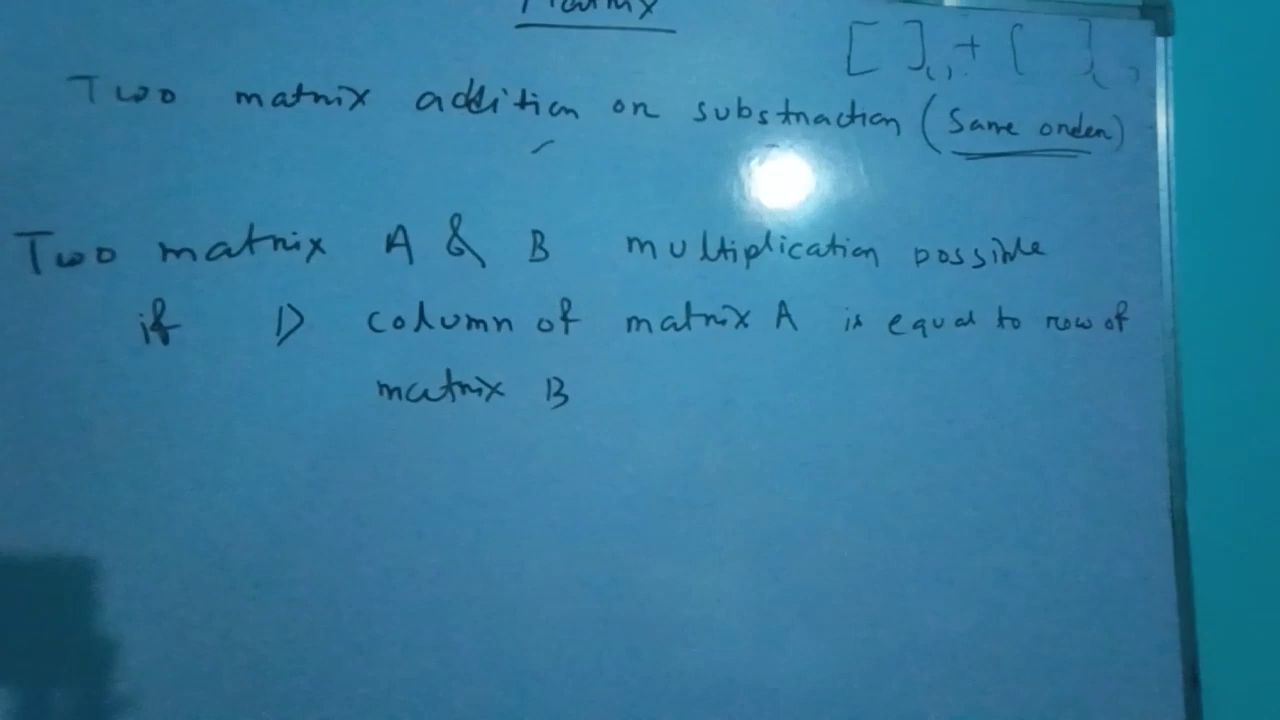 Matrix
[ ] + [ ]
Two matrix addition or substraction (Same order)
Two matrix A & B multiplication possible
if 1) column of matrix A is equal to row of
matrix B